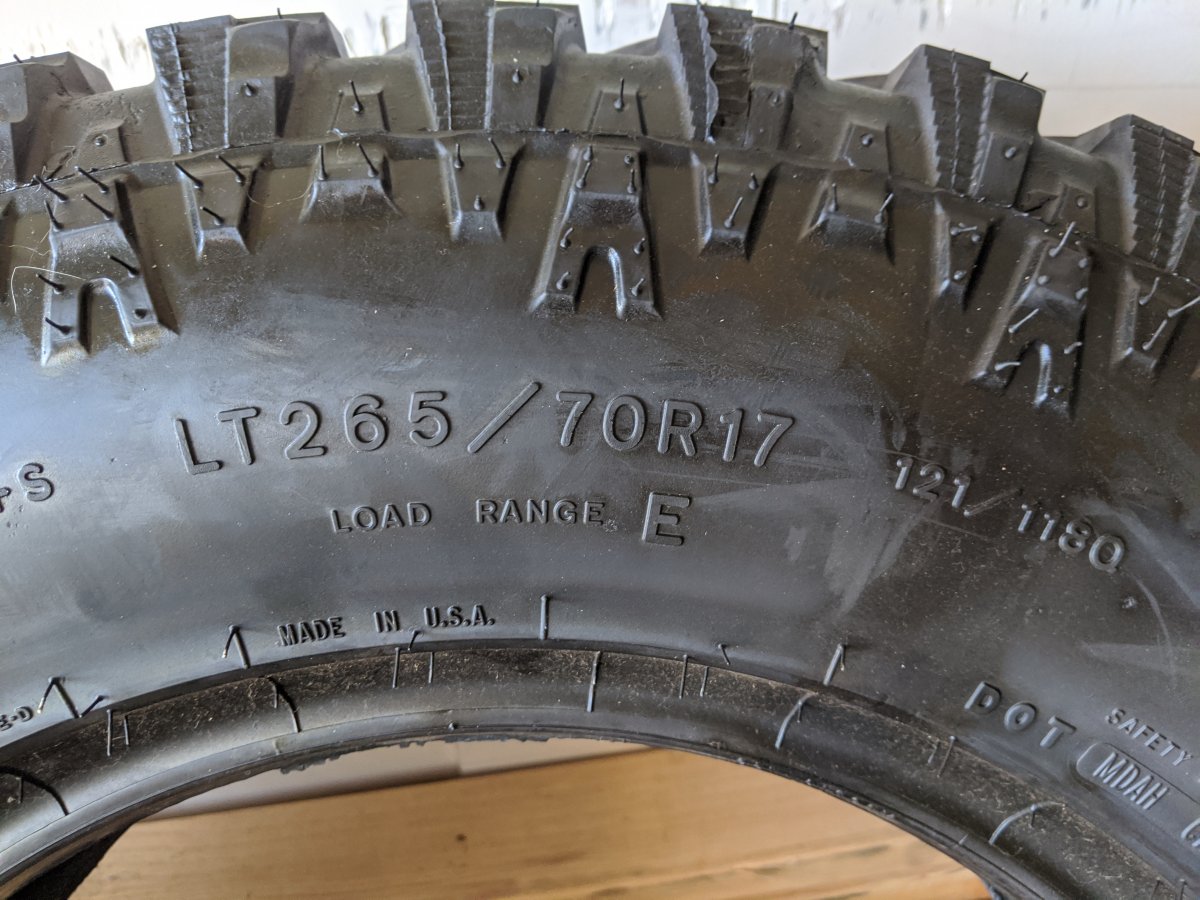 LT265/70R17
121/118Q
LOAD RANGE E
MADE IN U.S.A.
DOT
SAFETY
MDAH